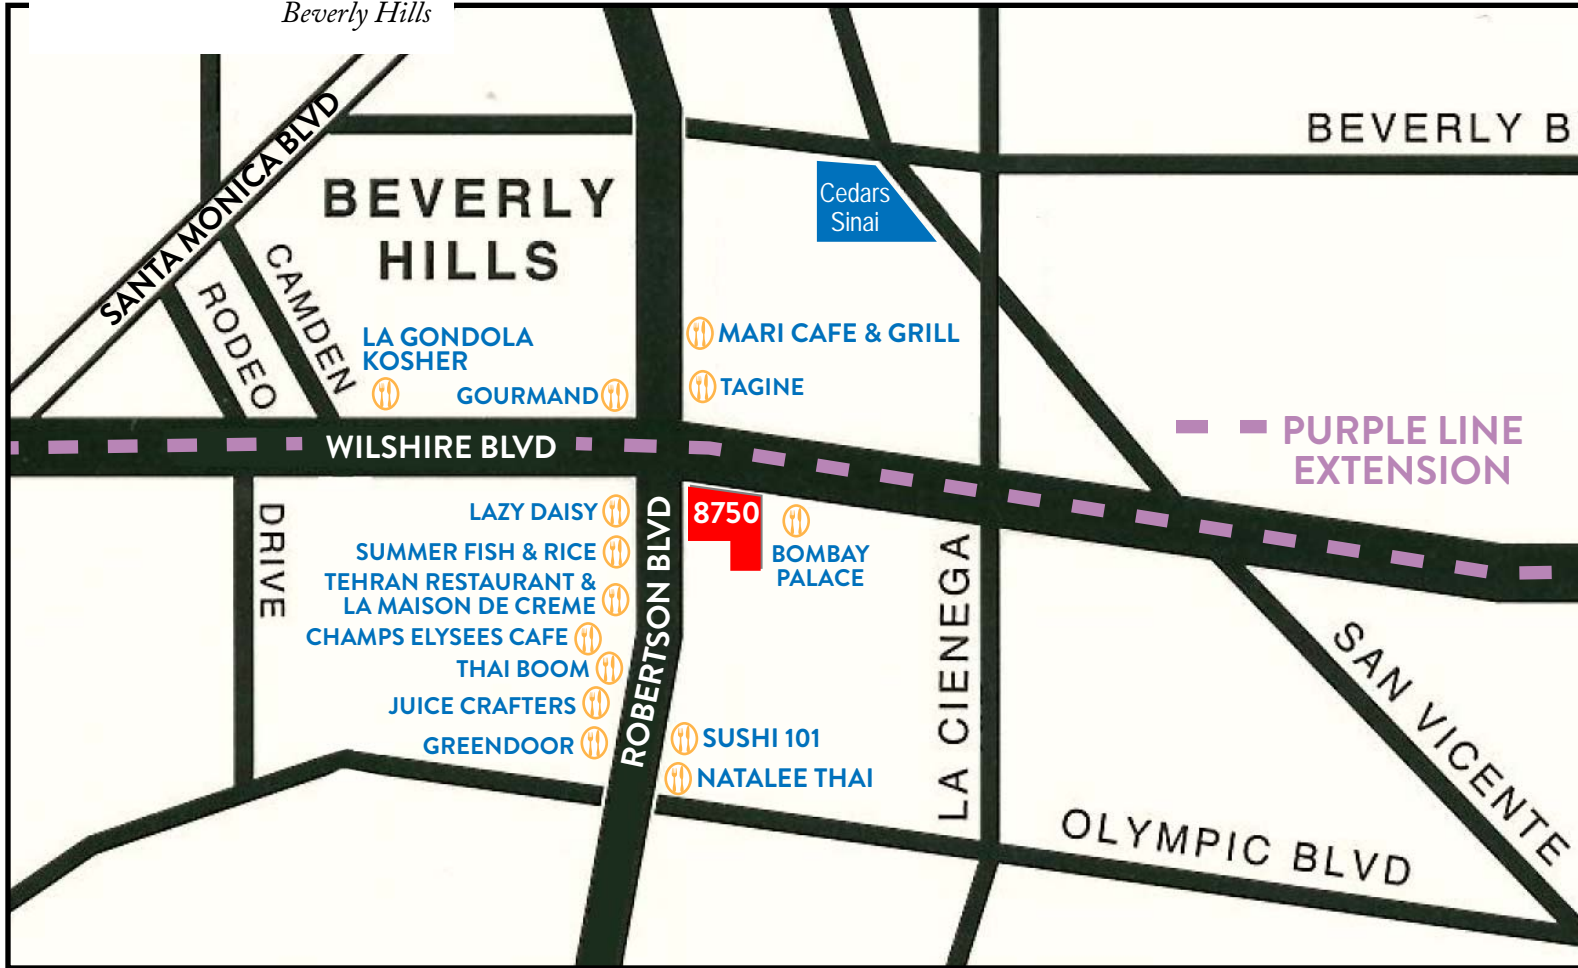 Beverly Hills
SANTA MONICA BLVD
BEVERLY B
BEVERLY
HILLS
Cedars
Sinai
CAMDEN
RODEO
LA GONDOLA
KOSHER
MARI CAFE & GRILL
GOURMAND
TAGINE
WILSHIRE BLVD
PURPLE LINE
EXTENSION
DRIVE
LAZY DAISY
8750
SUMMER FISH & RICE
BOMBAY
PALACE
TEHRAN RESTAURANT &
LA MAISON DE CREME
CHAMPS ELYSEES CAFE
THAI BOOM
JUICE CRAFTERS
GREENDOOR
ROBERTSON BLVD
SUSHI 101
NATALEE THAI
LA CIENEGA
SAN VICENTE
OLYMPIC BLVD